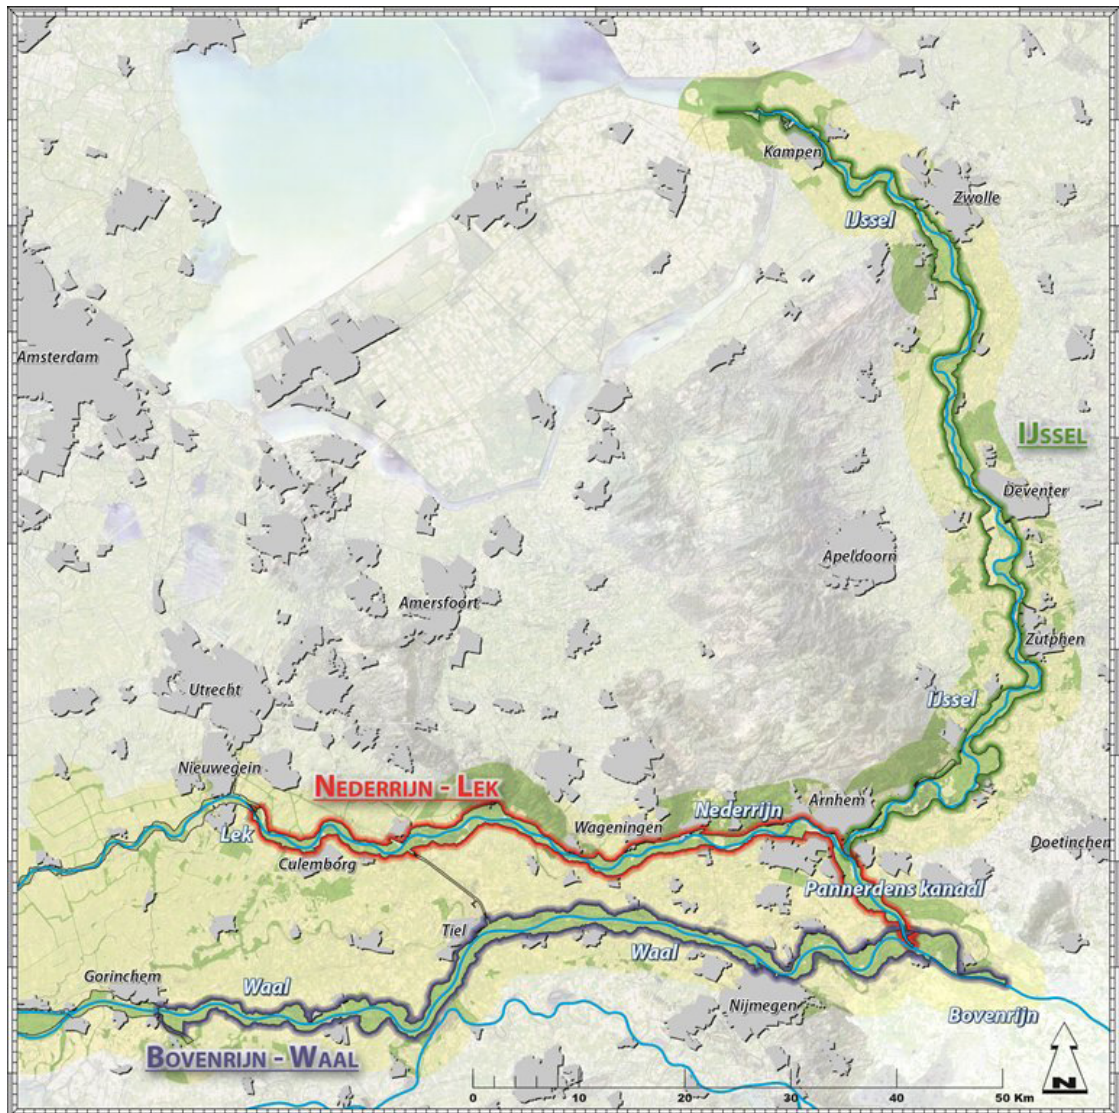 Kampen
Zwolle
IJssel
Amsterdam
IJssel
Deventer
Apeldoorn
Amersfoort
Zutphen
Utrecht
IJssel
Nieuwegein
Nederrijn - Lek
Nederrijn
Arnhem
Wageningen
Lek
Culemborg
Doetinchem
Pannerdens kanaal
Tiel
Waal
Gorinchem
Waal
Nijmegen
Bovenrijn
Bovenrijn - Waal
N
0 10 20 30 40 50 Km